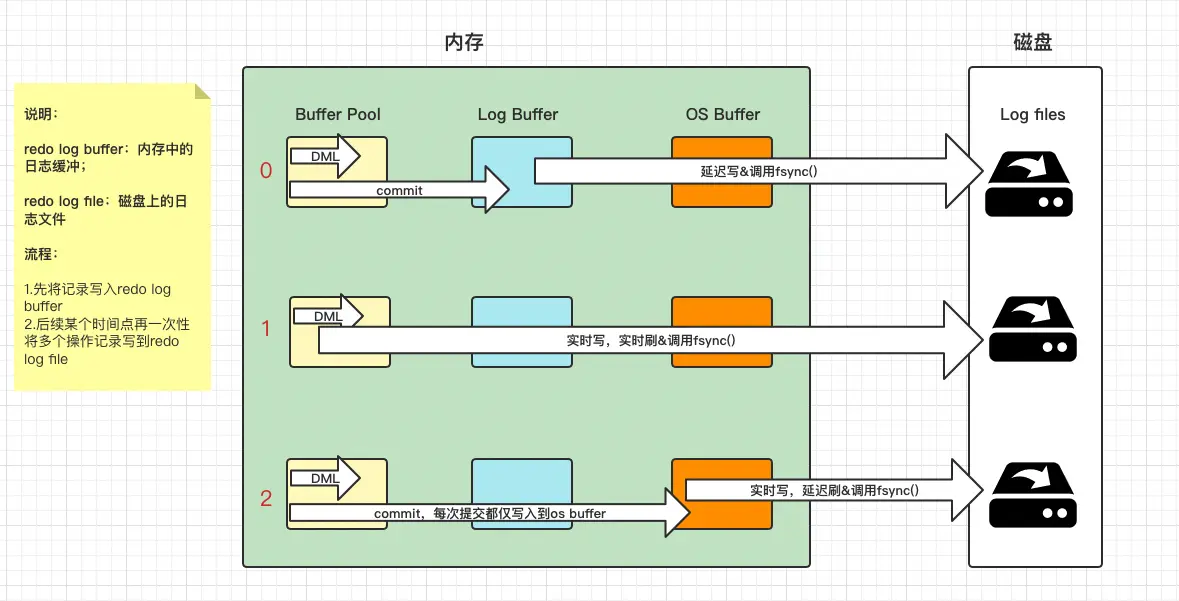 内存
磁盘
说明：
redo log buffer：内存中的
日志缓冲；
redo log file：磁盘上的日
志文件
流程：
1.先将记录写入redo log
buffer
2.后续某个时间点再一次性
将多个操作记录写到redo
log file
Buffer Pool
Log Buffer
OS Buffer
Log files
0
DML
commit
延迟写&调用fsync()
1
DML
实时写，实时刷&调用fsync()
2
DML
commit，每次提交都仅写入到os buffer
实时写，延迟刷&调用fsync()